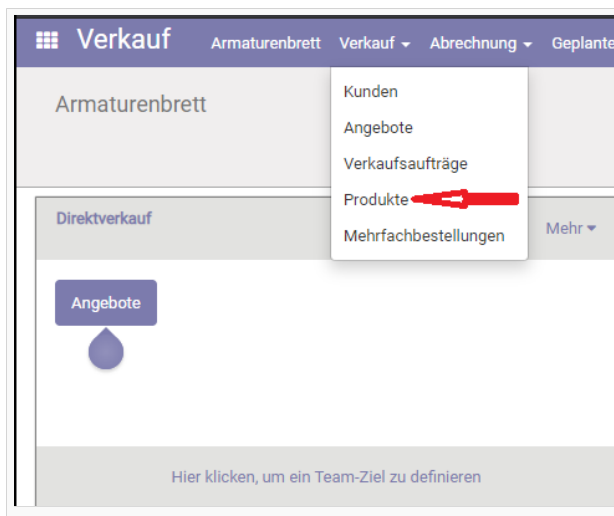 Verkauf Armaturenbrett Verkauf Abrechnung Geplante
Armaturenbrett
Kunden
Angebote
Verkaufsaufträge
Produkte
Mehrfachbestellungen
Direktverkauf
Mehr
Angebote
Hier klicken, um ein Team-Ziel zu definieren